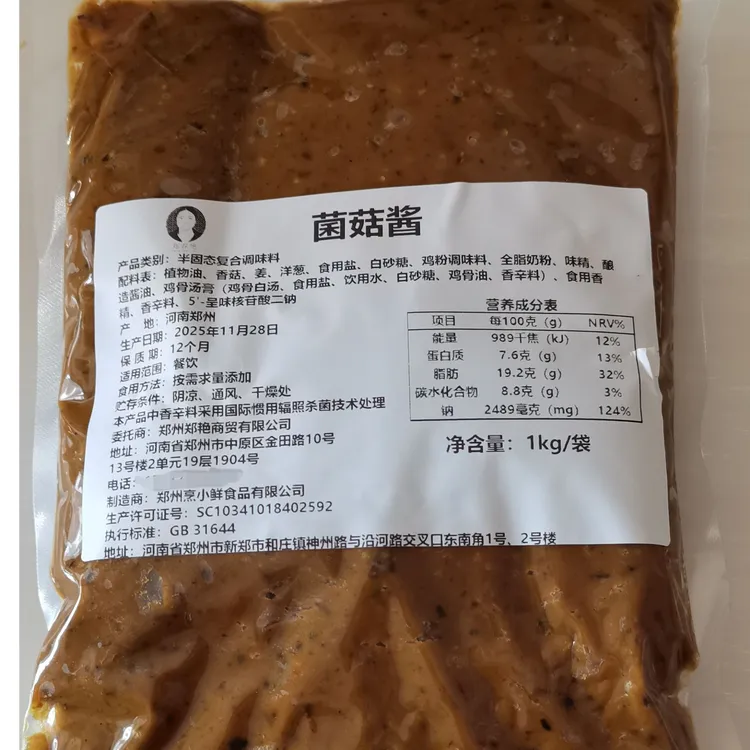 菌菇酱
产品类别：半固态复合调味料
配料表：植物油、香菇、姜、洋葱、食用盐、白砂糖、鸡粉调味料、全脂奶粉、味精、酿
造酱油、鸡骨汤膏（鸡骨白汤、食用盐、饮用水、白砂糖、鸡骨油、香辛料）、食用香
精、香辛料、5'-呈味核苷酸二钠
产 地：河南郑州
生产日期：2025年11月28日
保 质 期：12个月
适用范围：餐饮
食用方法：按需求量添加
贮存条件：阴凉、通风、干燥处
本产品中香辛料采用国际惯用辐照杀菌技术处理
委托商：郑州郑艳商贸有限公司
地址：河南省郑州市中原区金田路10号
13号楼2单元19层1904号
电话：
制造商：郑州烹小鲜食品有限公司
生产许可证号：SC10341018402592
执行标准：GB 31644
地址：河南省郑州市新郑市和庄镇神州路与沿河路交叉口东南角1号、2号楼
营养成分表
项目 每100克（g） NRV%
能量 989千焦（kJ） 12%
蛋白质 7.6克（g） 13%
脂肪 19.2克（g） 32%
碳水化合物 8.8克（g） 3%
钠 2489毫克（mg） 124%
净含量：1kg/袋